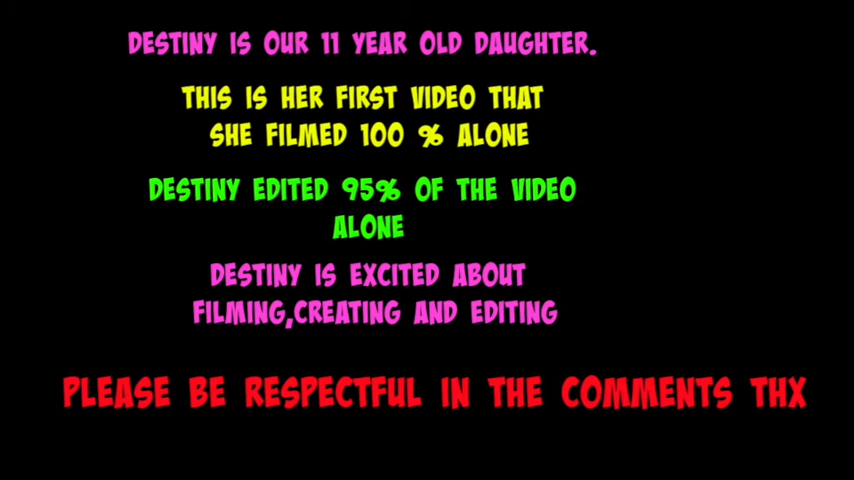 DESTINY IS OUR 11 YEAR OLD DAUGHTER.
THIS IS HER FIRST VIDEO THAT
SHE FILMED 100 % ALONE
DESTINY EDITED 95% OF THE VIDEO
ALONE
DESTINY IS EXCITED ABOUT
FILMING,CREATING AND EDITING
PLEASE BE RESPECTFUL IN THE COMMENTS THX